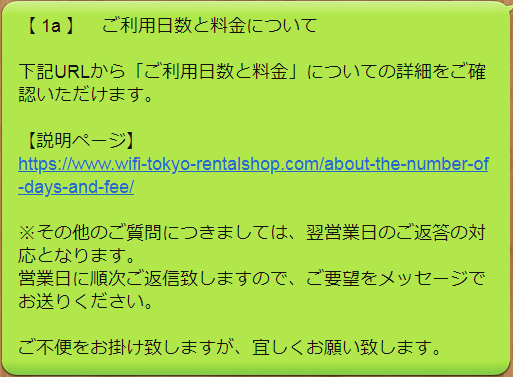 【 1a 】　ご利用日数と料金について
下記URLから「ご利用日数と料金」についての詳細をご確
認いただけます。
【説明ページ】
https://www.wifi-tokyo-rentalshop.com/about-the-number-of
-days-and-fee/
※その他のご質問につきましては、翌営業日のご返答の対
応となります。
営業日に順次ご返信致しますので、ご要望をメッセージで
お送りください。
ご不便をお掛け致しますが、宜しくお願い致します。